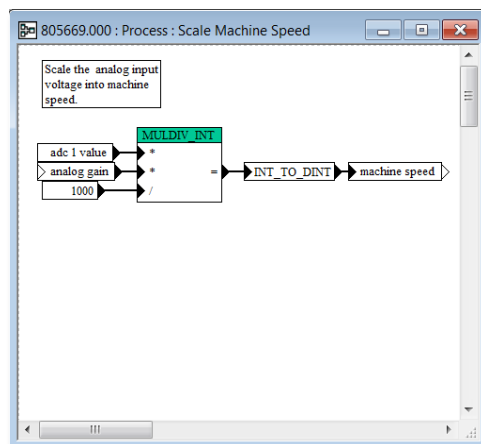 805669.000 : Process : Scale Machine Speed
Scale the analog input
voltage into machine
speed.
MULDIV_INT
adc 1 value *
analog gain * = INT_TO_DINT machine speed
1000 /